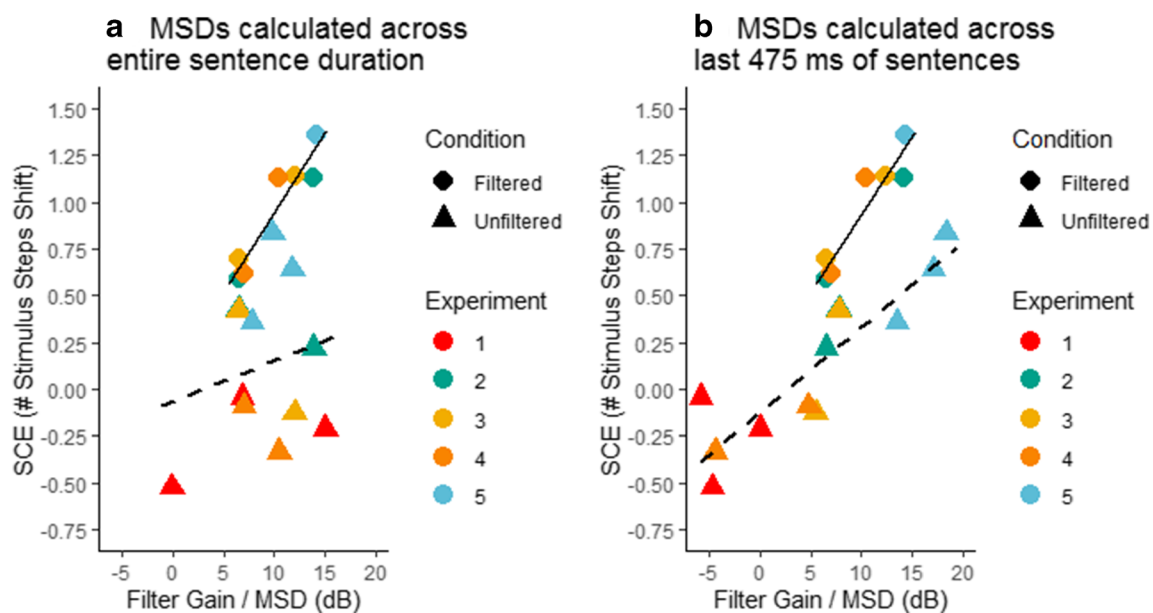 a MSDs calculated across
entire sentence duration
SCE (# Stimulus Steps Shift)
1.50
1.25
1.00
0.75
0.50
0.25
0.00
-0.25
-0.50
-0.75
-5 0 5 10 15 20
Filter Gain / MSD (dB)
Condition
Filtered
Unfiltered
Experiment
1
2
3
4
5
b MSDs calculated across
last 475 ms of sentences
SCE (# Stimulus Steps Shift)
1.50
1.25
1.00
0.75
0.50
0.25
0.00
-0.25
-0.50
-0.75
-5 0 5 10 15 20
Filter Gain / MSD (dB)
Condition
Filtered
Unfiltered
Experiment
1
2
3
4
5